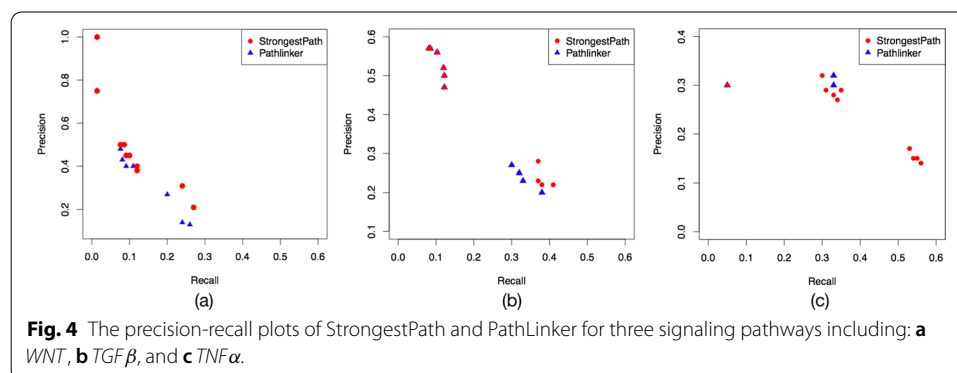 StrongestPath
Pathlinker
Precision
1.0
0.8
0.6
0.4
0.2
0.0 0.1 0.2 0.3 0.4 0.5 0.6
Recall
(a)
StrongestPath
Pathlinker
Precision
0.6
0.5
0.4
0.3
0.2
0.1
0.0 0.1 0.2 0.3 0.4 0.5 0.6
Recall
(b)
StrongestPath
Pathlinker
Precision
0.4
0.3
0.2
0.1
0.0
0.0 0.1 0.2 0.3 0.4 0.5 0.6
Recall
(c)
Fig. 4 The precision-recall plots of StrongestPath and PathLinker for three signaling pathways including: a
WNT, b TGFβ, and c TNFα.